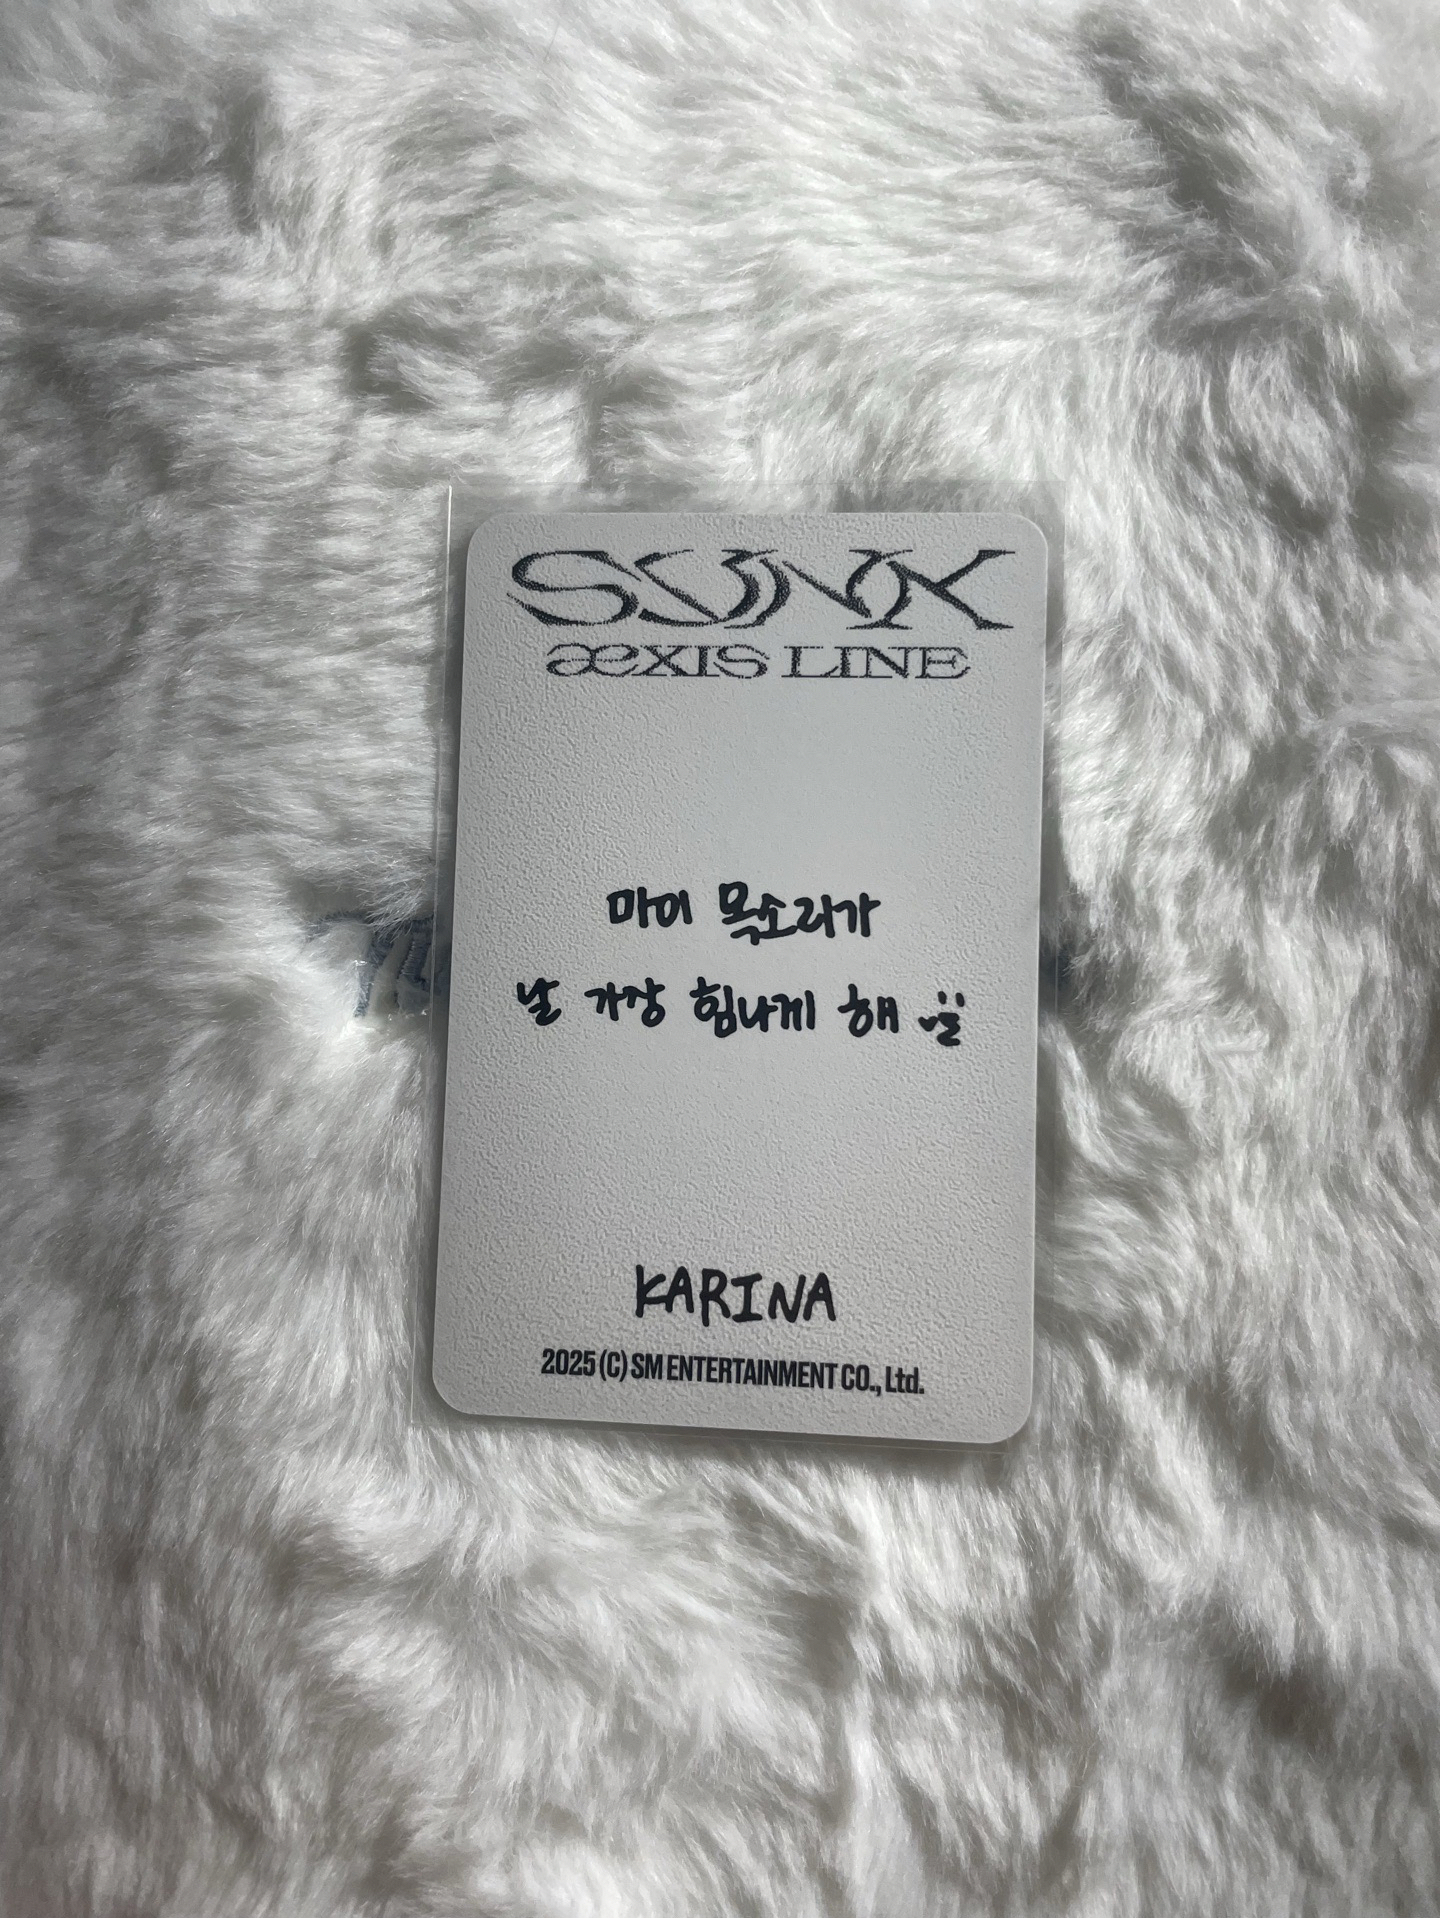 SYNK
æXIS LINE
마이 목소리가
날 가장 힘나게 해
KARINA
2025 (C) SM ENTERTAINMENT CO., Ltd.